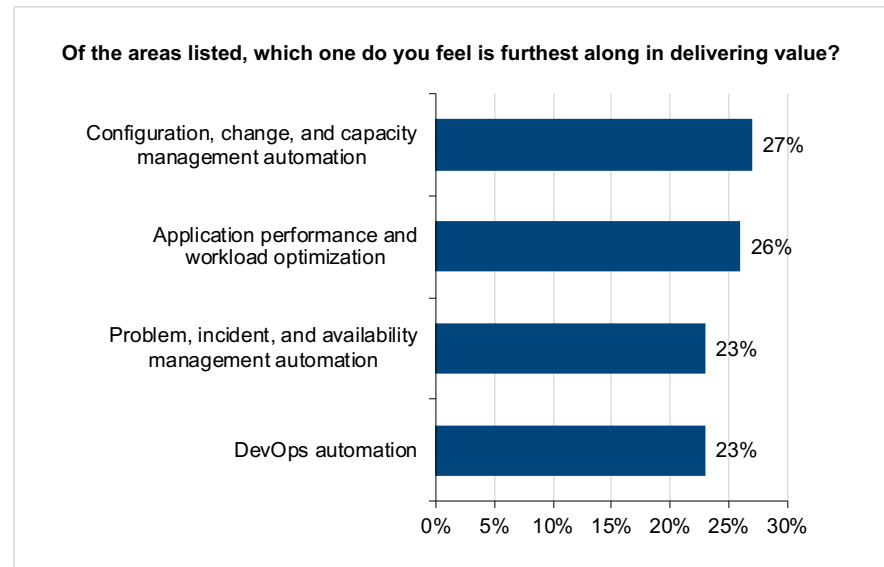 Of the areas listed, which one do you feel is furthest along in delivering value?
Configuration, change, and capacity
management automation
27%
Application performance and
workload optimization
26%
Problem, incident, and availability
management automation
23%
DevOps automation
23%
0% 5% 10% 15% 20% 25% 30%